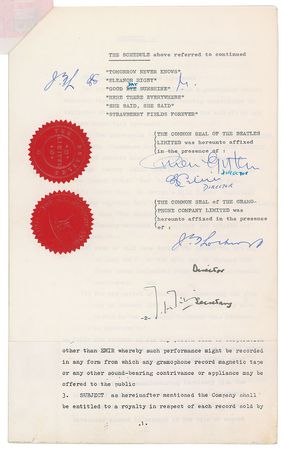 THE SCHEDULE above referred to continued
"TOMORROW NEVER KNOWS"
"ELEANOR RIGBY"
DAY
"GOOD BYE SUNSHINE"
"HERE THERE EVERYWHERE"
"SHE SAID, SHE SAID"
"STRAWBERRY FIELDS FOREVER"
THE COMMON SEAL OF THE BEATLES
LIMITED was hereunto affixed
in the presence of :
DIRECTOR
DIRECTOR
THE COMMON SEAL of THE GRAMO-
PHONE COMPANY LIMITED was
hereunto affixed in the presence
of :
Director
Secretary
-2-
other than EMIR whereby such performance might be recorded
in any form from which any gramophone record magnetic tape
or any other sound-bearing contrivance or appliance may be
offered to the public
3. SUBJECT as hereinafter mentioned the Company shall
be entitled to a royalty in respect of each record sold by
.1.